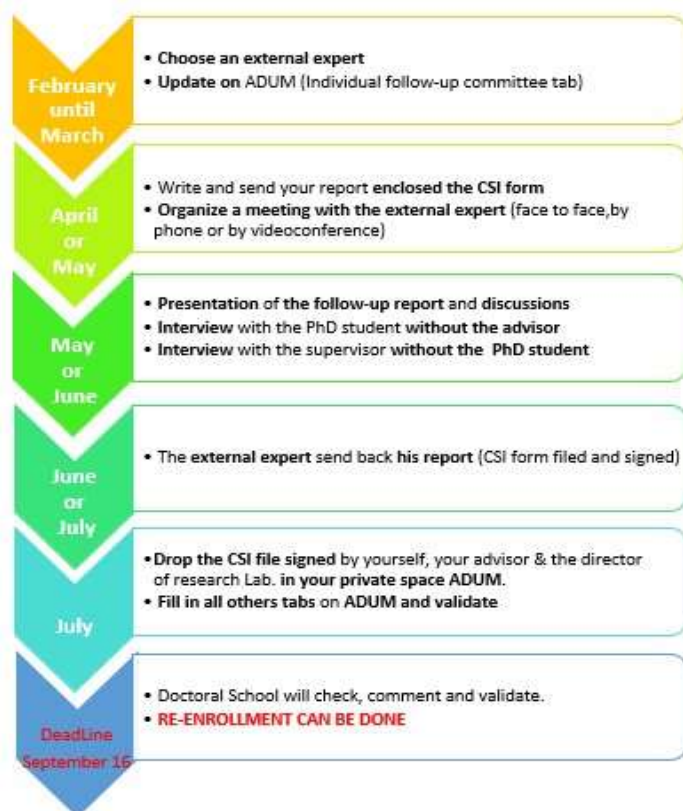 February
until
March
• Choose an external expert
• Update on ADUM (Individual follow-up committee tab)
April
or
May
• Write and send your report enclosed the CSI form
• Organize a meeting with the external expert (face to face,by
phone or by videoconference)
May
or
June
• Presentation of the follow-up report and discussions
• Interview with the PhD student without the advisor
• Interview with the supervisor without the PhD student
June
or
July
• The external expert send back his report (CSI form filed and signed)
July
•Drop the CSI file signed by yourself, your advisor & the director
of research Lab. in your private space ADUM.
• Fill in all others tabs on ADUM and validate
DeadLine
September 16
• Doctoral School will check, comment and validate.
• RE-ENROLLMENT CAN BE DONE